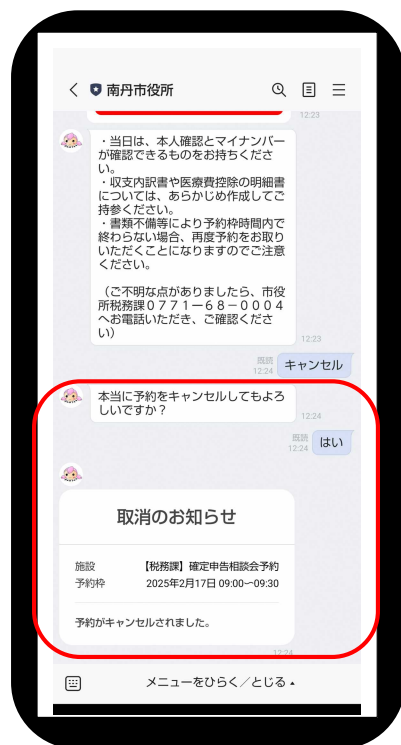 南丹市役所
12:23
・当日は、本人確認とマイナンバー
が確認できるものをお持ちくださ
い。
・収支内訳書や医療費控除の明細書
については、あらかじめ作成してご
持参ください。
・書類不備等により予約枠時間内で
終わらない場合、再度予約をお取り
いただくことになりますのでご注意
ください。
（ご不明な点がありましたら、市役
所税務課０７７１ー６８－０００４
へお電話いただき、ご確認くださ
い）
12:23
既読
12:24
キャンセル
本当に予約をキャンセルしてもよろ
しいですか？
12:24
既読
12:24
はい
取消のお知らせ
施設 【税務課】確定申告相談会予約
予約枠 2025年2月17日 09:00〜09:30
予約がキャンセルされました。
12:24
メニューをひらく／とじる